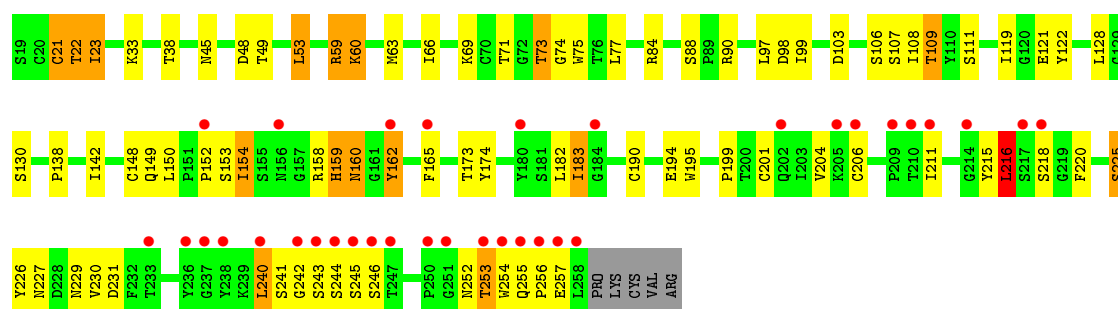 S19 C20 C21 T22 I23 K33 T38 N45 D48 T49 L53 R59 K60 M63 I66 K69 C70 T71 G72 T73 G74 W75 T76 L77 R84 S88 P89 R90 L97 D98 I99 D103 S106 S107 I108 T109 Y110 S111 I119 G120 E121 Y122 L128
S130 P138 I142 C148 Q149 L150 P151 P152 S153 I154 S155 N156 G157 R158 H159 N160 G161 Y162 F165 T173 Y174 Y180 S181 L182 I183 G184 C190 E194 W195 P199 T200 C201 Q202 I203 V204 K205 C206 P209 T210 I211 G214 Y215 L216 S217 S218 G219 F220
Y226 N227 D228 N229 V230 D231 F232 T233 Y236 G237 Y238 K239 L240 S241 G242 S243 S244 S245 S246 T247 P250 G251 N252 T253 W254 Q255 P256 E257 L258 PRO LYS CYS VAL ARG